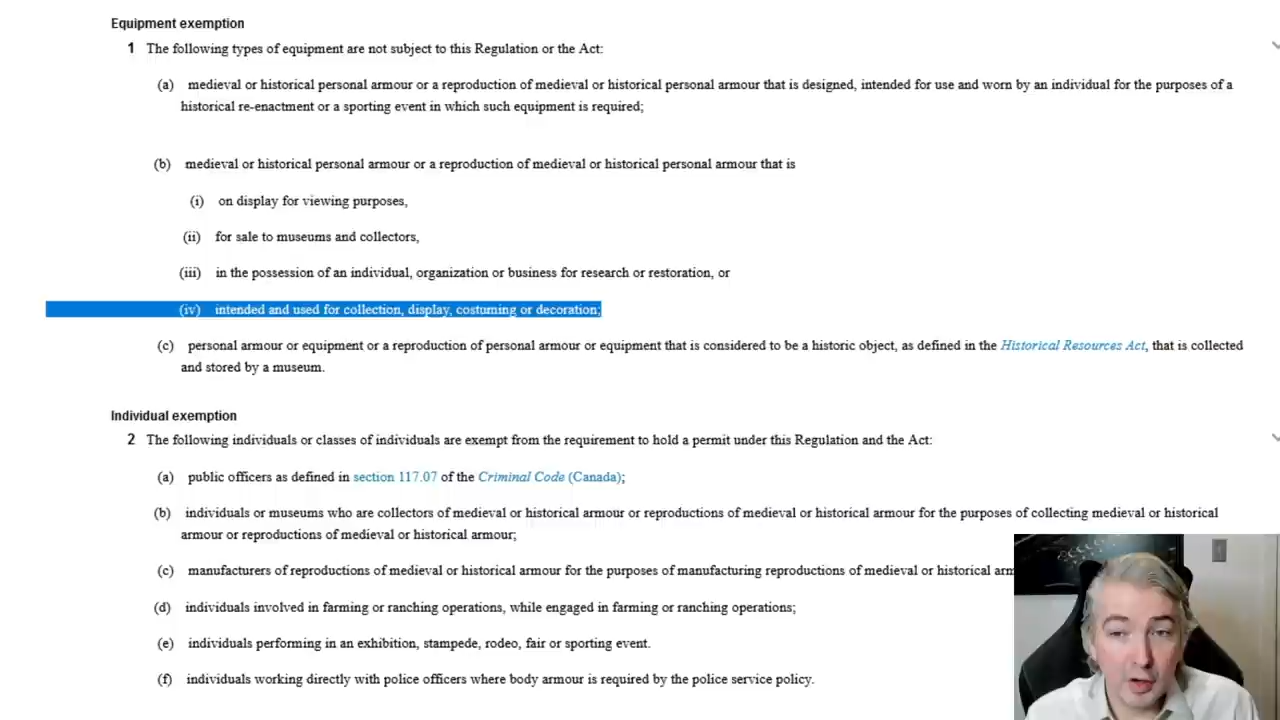 Equipment exemption
1 The following types of equipment are not subject to this Regulation or the Act:
(a) medieval or historical personal armour or a reproduction of medieval or historical personal armour that is designed, intended for use and worn by an individual for the purposes of a
historical re-enactment or a sporting event in which such equipment is required;
(b) medieval or historical personal armour or a reproduction of medieval or historical personal armour that is
(i) on display for viewing purposes,
(ii) for sale to museums and collectors,
(iii) in the possession of an individual, organization or business for research or restoration, or
(iv) intended and used for collection, display, costuming or decoration;
(c) personal armour or equipment or a reproduction of personal armour or equipment that is considered to be a historic object, as defined in the Historical Resources Act, that is collected
and stored by a museum.
Individual exemption
2 The following individuals or classes of individuals are exempt from the requirement to hold a permit under this Regulation and the Act:
(a) public officers as defined in section 117.07 of the Criminal Code (Canada);
(b) individuals or museums who are collectors of medieval or historical armour or reproductions of medieval or historical armour for the purposes of collecting medieval or historical
armour or reproductions of medieval or historical armour;
(c) manufacturers of reproductions of medieval or historical armour for the purposes of manufacturing reproductions of medieval or historical arm
(d) individuals involved in farming or ranching operations, while engaged in farming or ranching operations;
(e) individuals performing in an exhibition, stampede, rodeo, fair or sporting event.
(f) individuals working directly with police officers where body armour is required by the police service policy.